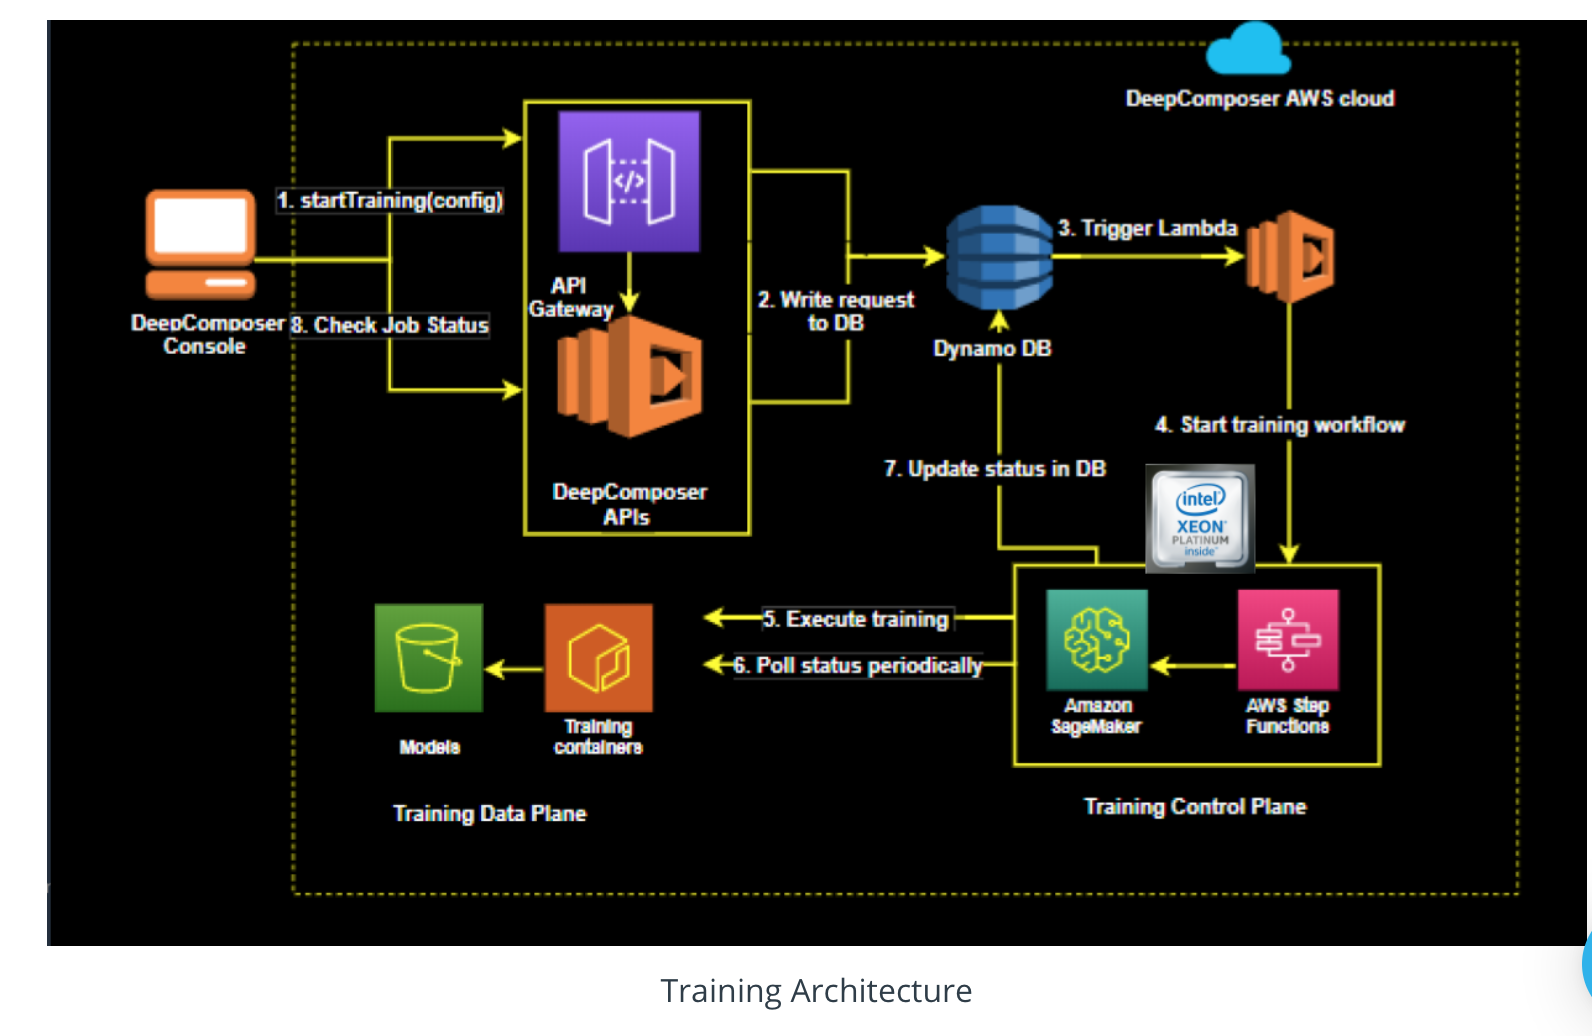 DeepComposer AWS cloud
1. startTraining(config)
</>
3. Trigger Lambda
API
Gateway
2. Write request
to DB
DeepComposer
Console
8. Check Job Status
Dynamo DB
4. Start training workflow
7. Update status in DB
DeepComposer
APIs
intel
XEON
PLATINUM
inside
5. Execute training
6. Poll status periodically
Models
Training
containers
Amazon
SageMaker
AWS Step
Functions
Training Data Plane
Training Control Plane
Training Architecture